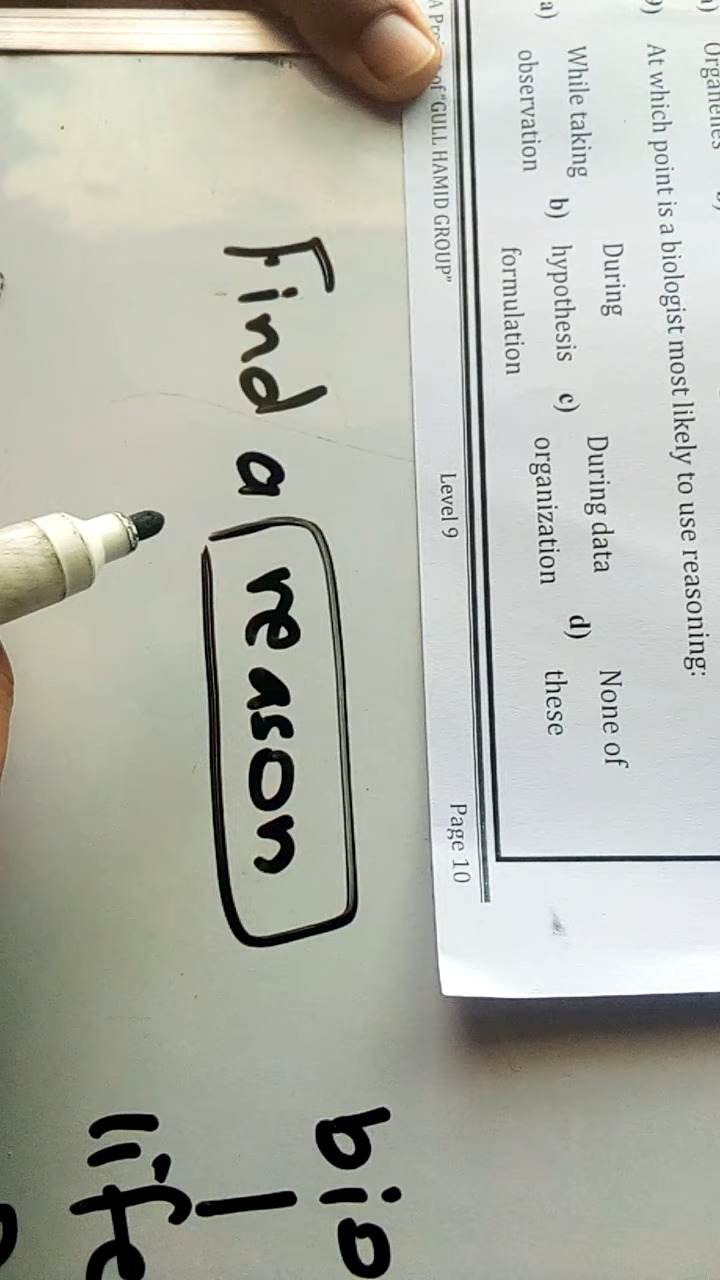 Organelles
9) At which point is a biologist most likely to use reasoning:
a) While taking observation
b) During hypothesis formulation
c) During data organization
d) None of these
of "GULL HAMID GROUP" Level 9 Page 10
Find a reason
bio
life